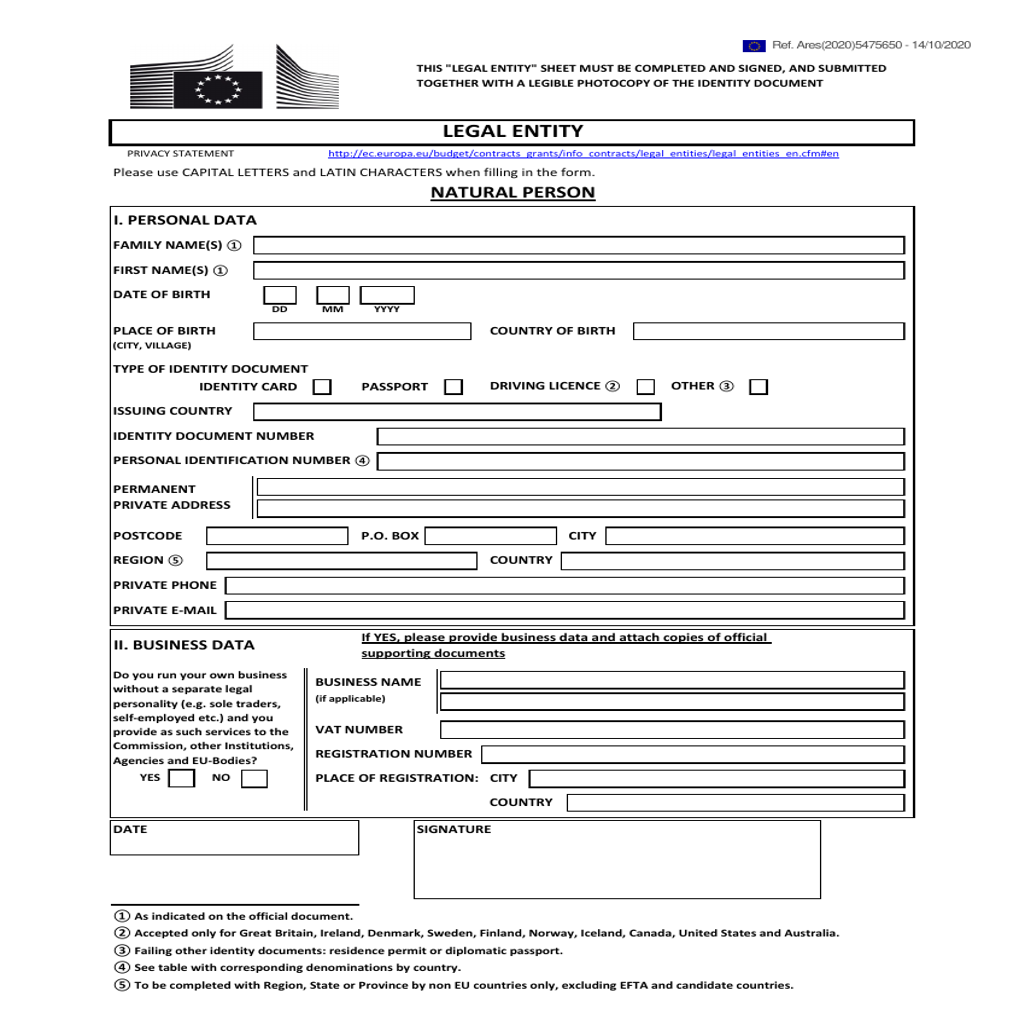 Ref. Ares(2020)5475650 - 14/10/2020
THIS "LEGAL ENTITY" SHEET MUST BE COMPLETED AND SIGNED, AND SUBMITTED
TOGETHER WITH A LEGIBLE PHOTOCOPY OF THE IDENTITY DOCUMENT
LEGAL ENTITY
PRIVACY STATEMENT http://ec.europa.eu/budget/contracts_grants/info_contracts/legal_entities/legal_entities_en.cfm#en
Please use CAPITAL LETTERS and LATIN CHARACTERS when filling in the form.
NATURAL PERSON
I. PERSONAL DATA
FAMILY NAME(S) ①
FIRST NAME(S) ①
DATE OF BIRTH
DD MM YYYY
PLACE OF BIRTH COUNTRY OF BIRTH
(CITY, VILLAGE)
TYPE OF IDENTITY DOCUMENT
IDENTITY CARD PASSPORT DRIVING LICENCE ② OTHER ③
ISSUING COUNTRY
IDENTITY DOCUMENT NUMBER
PERSONAL IDENTIFICATION NUMBER ④
PERMANENT
PRIVATE ADDRESS
POSTCODE P.O. BOX CITY
REGION ⑤ COUNTRY
PRIVATE PHONE
PRIVATE E-MAIL
II. BUSINESS DATA
If YES, please provide business data and attach copies of official
supporting documents
Do you run your own business
without a separate legal
personality (e.g. sole traders,
self-employed etc.) and you
provide as such services to the
Commission, other Institutions,
Agencies and EU-Bodies?
YES NO
BUSINESS NAME
(if applicable)
VAT NUMBER
REGISTRATION NUMBER
PLACE OF REGISTRATION: CITY
COUNTRY
DATE
SIGNATURE
① As indicated on the official document.
② Accepted only for Great Britain, Ireland, Denmark, Sweden, Finland, Norway, Iceland, Canada, United States and Australia.
③ Failing other identity documents: residence permit or diplomatic passport.
④ See table with corresponding denominations by country.
⑤ To be completed with Region, State or Province by non EU countries only, excluding EFTA and candidate countries.